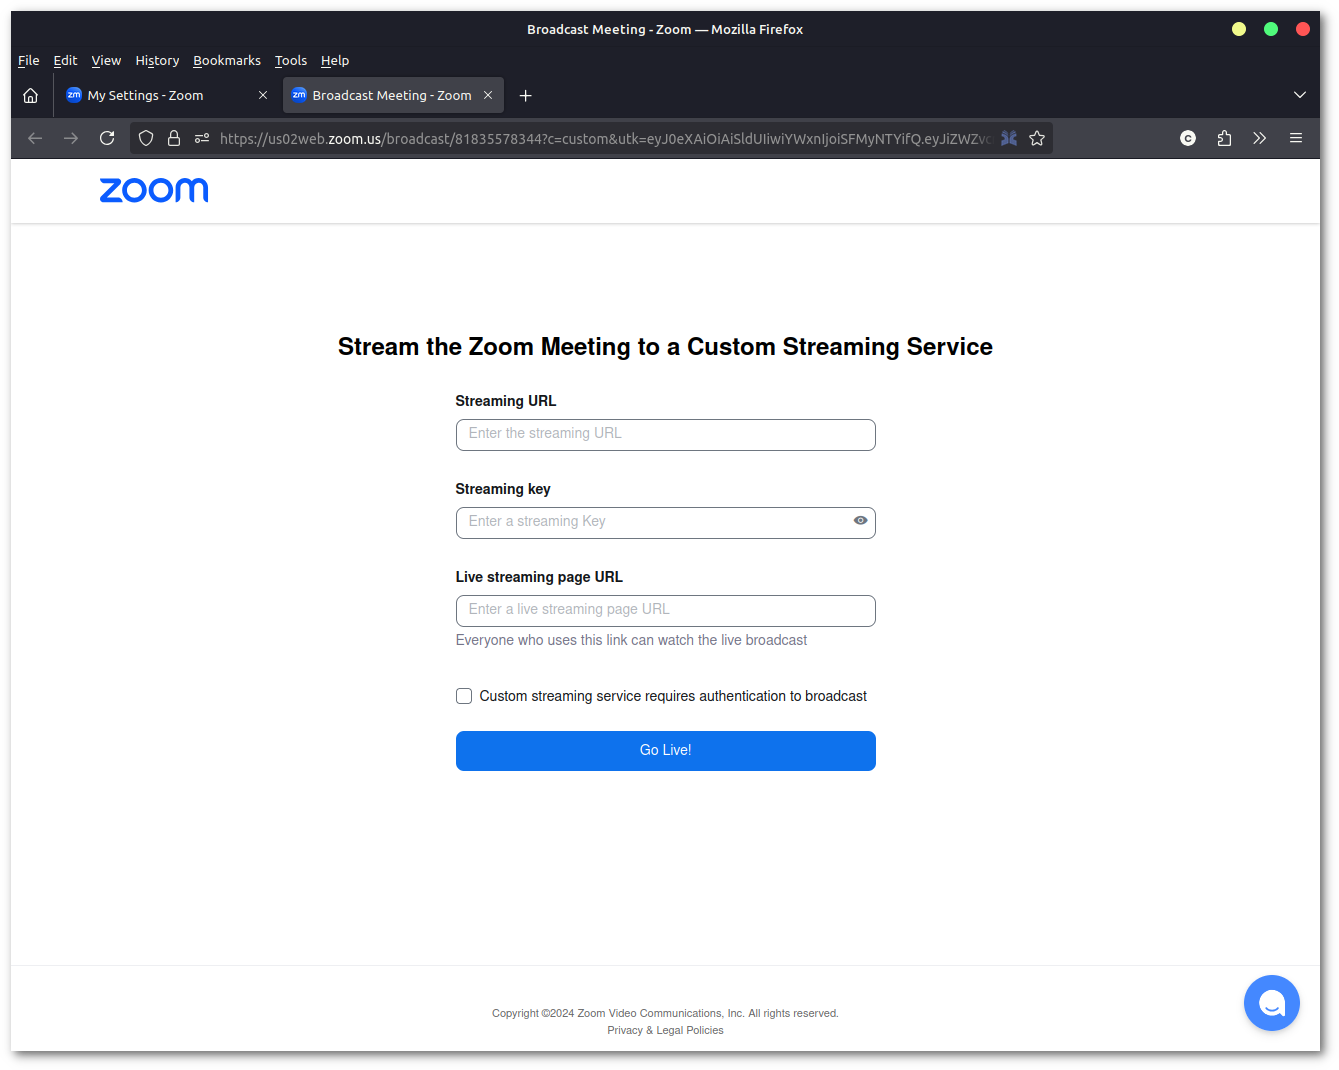 Broadcast Meeting - Zoom — Mozilla Firefox
File Edit View History Bookmarks Tools Help
zm My Settings - Zoom zm Broadcast Meeting - Zoom
https://us02web.zoom.us/broadcast/81835578344?c=custom&utk=eyJ0eXAiOiAiSldUIiwiYWxnIjoiSFMyNTYifQ.eyJiZWZvc
zoom
Stream the Zoom Meeting to a Custom Streaming Service
Streaming URL
Enter the streaming URL
Streaming key
Enter a streaming Key
Live streaming page URL
Enter a live streaming page URL
Everyone who uses this link can watch the live broadcast
Custom streaming service requires authentication to broadcast
Go Live!
Copyright ©2024 Zoom Video Communications, Inc. All rights reserved.
Privacy & Legal Policies